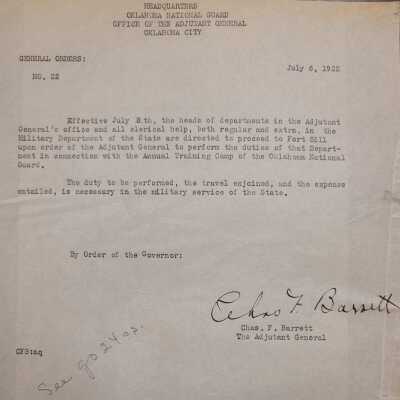 HEADQUARTERS
OKLAHOMA NATIONAL GUARD
OFFICE OF THE ADJUTANT GENERAL
OKLAHOMA CITY
GENERAL ORDERS:
July 6, 1922
NO. 22
Effective July 8th, the heads of departments in the Adjutant
General's office and all clerical help, both regular and extra, in the
Military Department of the State are directed to proceed to Fort Sill
upon order of the Adjutant General to perform the duties of that Depart-
ment in connection with the Annual Training Camp of the Oklahoma National
Guard.
The duty to be performed, the travel enjoined, and the expense
entailed, is necessary in the military service of the State.
By Order of the Governor:
Chas F Barrett
Chas. F. Barrett
The Adjutant General
CFB:aq
See GO 24 cs.